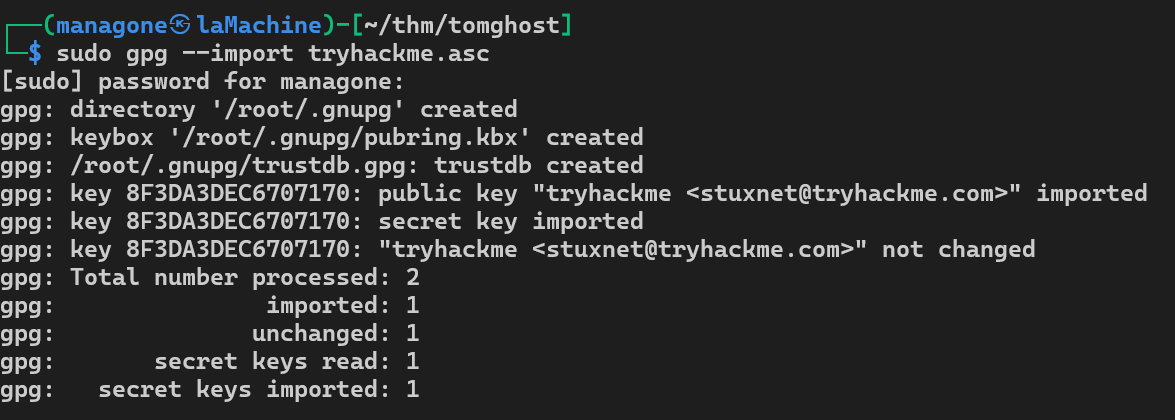 ┌──(managone㉿laMachine)-[~/thm/tomghost]
└─$ sudo gpg --import tryhackme.asc
[sudo] password for managone:
gpg: directory '/root/.gnupg' created
gpg: keybox '/root/.gnupg/pubring.kbx' created
gpg: /root/.gnupg/trustdb.gpg: trustdb created
gpg: key 8F3DA3DEC6707170: public key "tryhackme <stuxnet@tryhackme.com>" imported
gpg: key 8F3DA3DEC6707170: secret key imported
gpg: key 8F3DA3DEC6707170: "tryhackme <stuxnet@tryhackme.com>" not changed
gpg: Total number processed: 2
gpg:               imported: 1
gpg:              unchanged: 1
gpg:       secret keys read: 1
gpg:   secret keys imported: 1